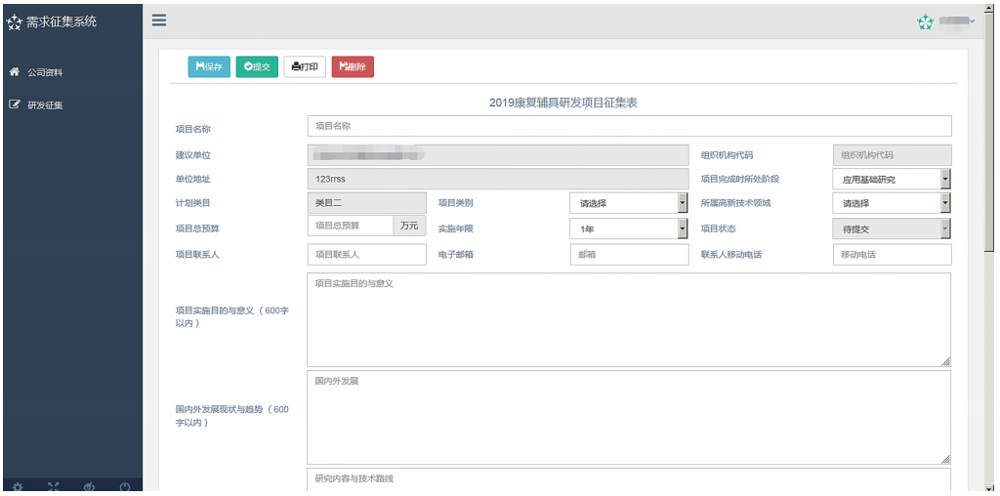 需求征集系统
公司资料
研发征集
保存 提交 打印 删除
2019康复辅具研发项目征集表
项目名称 项目名称
建议单位 组织机构代码 组织机构代码
单位地址 123rrss 项目完成时所处阶段 应用基础研究
计划类目 类目二 项目类别 请选择 所属高新技术领域 请选择
项目总预算 项目总预算 万元 实施年限 1年 项目状态 待提交
项目联系人 项目联系人 电子邮箱 邮箱 联系人移动电话 移动电话
项目实施目的与意义（600字
以内）
项目实施目的与意义
国内外发展现状与趋势（600
字以内）
国内外发展
研究内容与技术路线